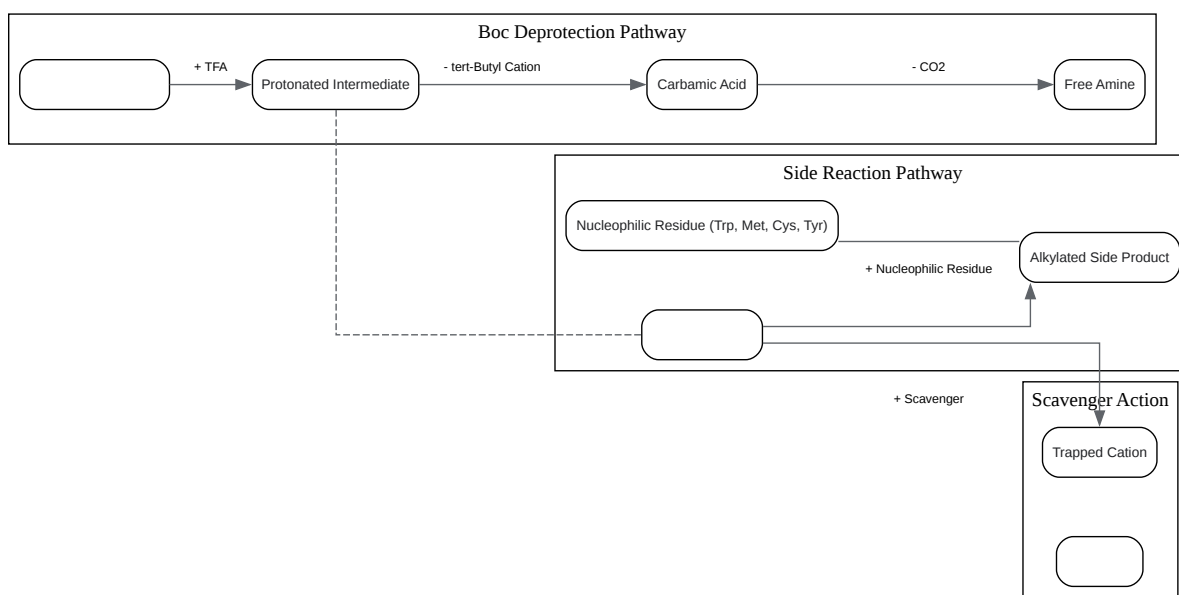 Boc Deprotection Pathway
+ TFA
- tert-Butyl Cation
- CO2
Protonated Intermediate
Carbamic Acid
Free Amine
Side Reaction Pathway
Nucleophilic Residue (Trp, Met, Cys, Tyr)
Alkylated Side Product
+ Nucleophilic Residue
+ Scavenger
Scavenger Action
Trapped Cation